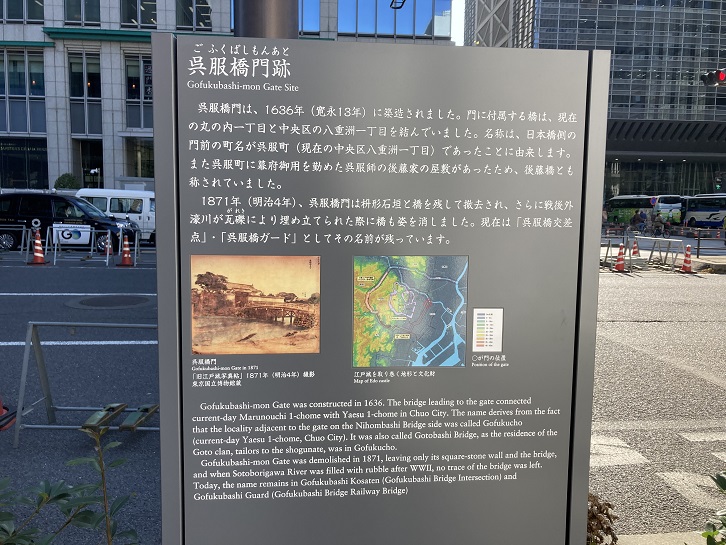 ごふくばしもんあと
呉服橋門跡
Gofukubashi-mon Gate Site
呉服橋門は、1636年（寛永13年）に築造されました。門に付属する橋は、現在
の丸の内一丁目と中央区の八重洲一丁目を結んでいました。名称は、日本橋側の
門前の町名が呉服町（現在の中央区八重洲一丁目）であったことに由来します。
また呉服町に幕府御用を勤めた呉服師の後藤家の屋敷があったため、後藤橋とも
称されていました。
1871年（明治4年）、呉服橋門は枡形石垣と橋を残して撤去され、さらに戦後外
濠川が瓦礫により埋め立てられた際に橋も姿を消しました。現在は「呉服橋交差
点」・「呉服橋ガード」としてその名前が残っています。
呉服橋門
Gofukubashi-mon Gate in 1871
「旧江戸城写真帖」1871年（明治4年）撮影
東京国立博物館蔵
江戸城を取り巻く地形と文化財
Map of Edo castle
○が門の位置
Position of the gate
Gofukubashi-mon Gate was constructed in 1636. The bridge leading to the gate connected
current-day Marunouchi 1-chome with Yaesu 1-chome in Chuo City. The name derives from the fact
that the locality adjacent to the gate on the Nihombashi Bridge side was called Gofukucho
(current-day Yaesu 1-chome, Chuo City). It was also called Gotobashi Bridge, as the residence of the
Goto clan, tailors to the shogunate, was in Gofukucho.
Gofukubashi-mon Gate was demolished in 1871, leaving only its square-stone wall and the bridge,
and when Sotoborigawa River was filled with rubble after WWII, no trace of the bridge was left.
Today, the name remains in Gofukubashi Kosaten (Gofukubashi Bridge Intersection) and
Gofukubashi Guard (Gofukubashi Bridge Railway Bridge)